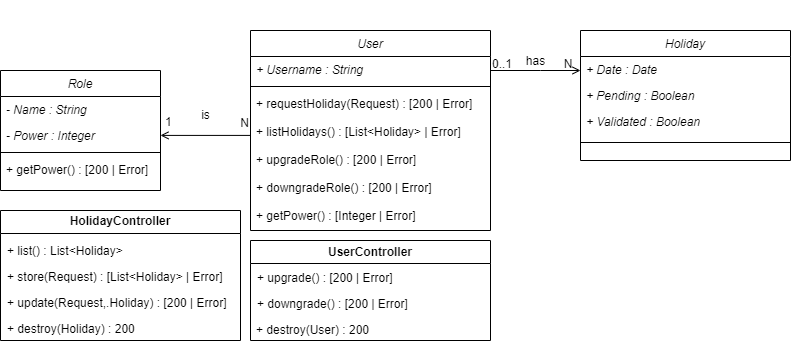 User
+ Username : String
+ requestHoliday(Request) : [200 | Error]
+ listHolidays() : [List<Holiday> | Error]
+ upgradeRole() : [200 | Error]
+ downgradeRole() : [200 | Error]
+ getPower() : [Integer | Error]
0..1
has
N
Holiday
+ Date : Date
+ Pending : Boolean
+ Validated : Boolean
Role
- Name : String
- Power : Integer
+ getPower() : [200 | Error]
1
is
N
HolidayController
+ list() : List<Holiday>
+ store(Request) : [List<Holiday> | Error]
+ update(Request,.Holiday) : [200 | Error]
+ destroy(Holiday) : 200
UserController
+ upgrade() : [200 | Error]
+ downgrade() : [200 | Error]
+ destroy(User) : 200